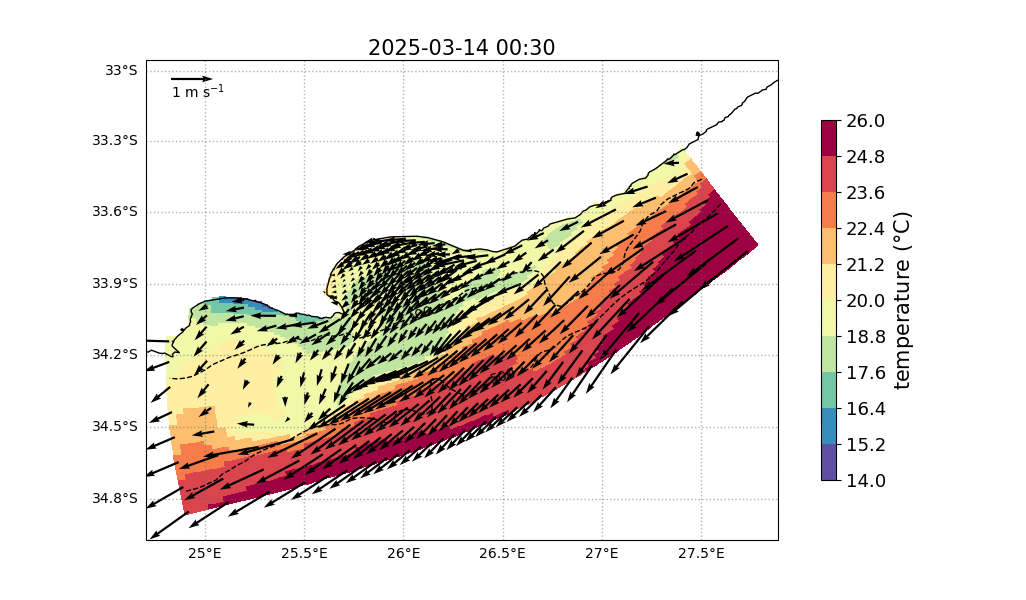 2025-03-14 00:30
1 m s⁻¹
33°S
33.3°S
33.6°S
33.9°S
34.2°S
34.5°S
34.8°S
25°E
25.5°E
26°E
26.5°E
27°E
27.5°E
26.0
24.8
23.6
22.4
21.2
20.0
18.8
17.6
16.4
15.2
14.0
temperature (°C)